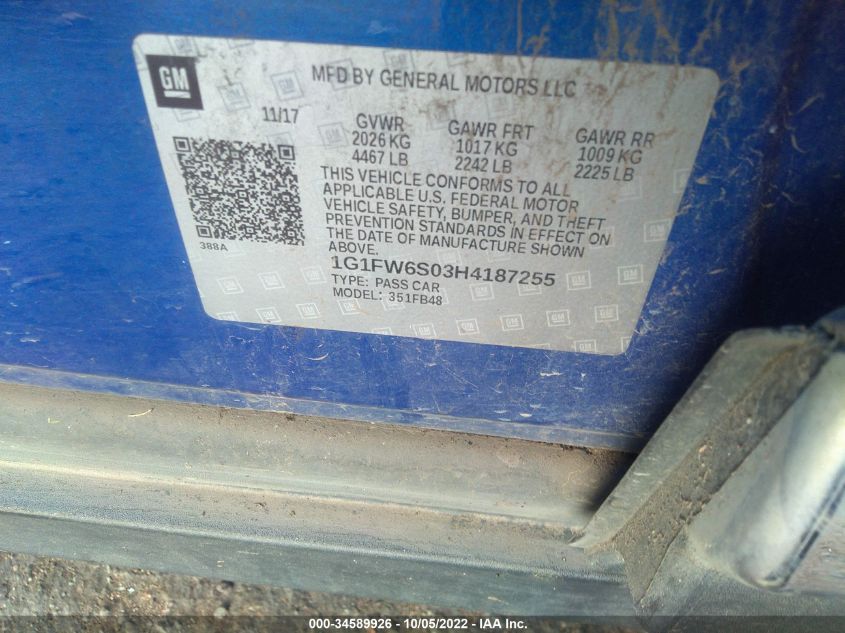 GM
MFD BY GENERAL MOTORS LLC
11/17
GVWR GAWR FRT GAWR RR
2026 KG 1017 KG 1009 KG
4467 LB 2242 LB 2225 LB
THIS VEHICLE CONFORMS TO ALL
APPLICABLE U.S. FEDERAL MOTOR
VEHICLE SAFETY, BUMPER, AND THEFT
PREVENTION STANDARDS IN EFFECT ON
THE DATE OF MANUFACTURE SHOWN
ABOVE.
388A
1G1FW6S03H4187255
TYPE: PASS CAR
MODEL: 351FB48
000-34589926 - 10/05/2022 - IAA Inc.